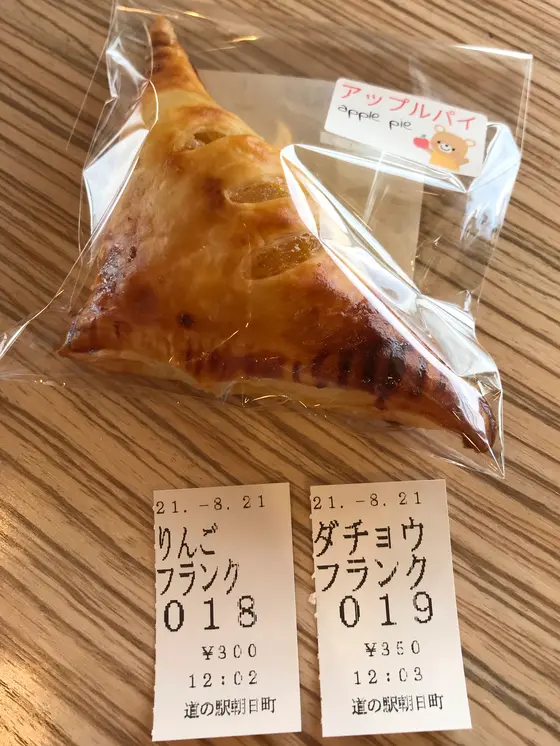 アップルパイ
apple pie
21.-8.21
りんご
フランク
018
¥300
12:02
道の駅朝日町
21.-8.21
ダチョウ
フランク
019
¥350
12:03
道の駅朝日町